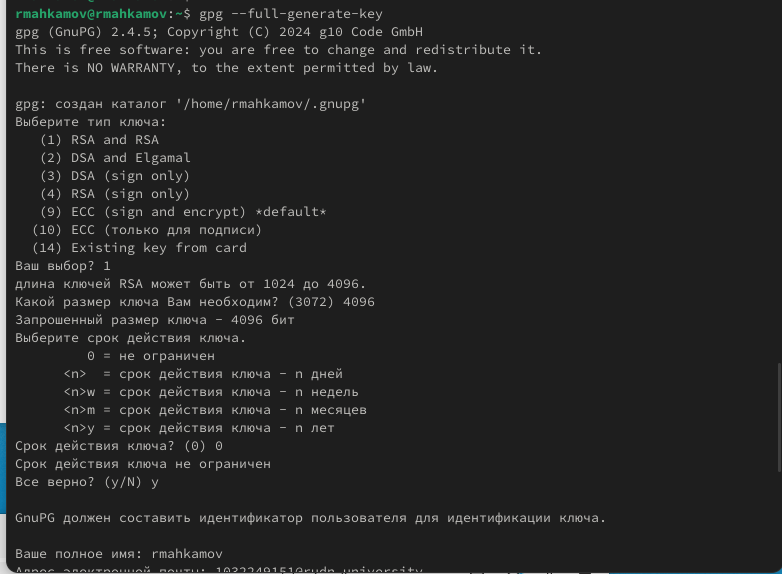 rmahkamov@rmahkamov:~$ gpg --full-generate-key
gpg (GnuPG) 2.4.5; Copyright (C) 2024 g10 Code GmbH
This is free software: you are free to change and redistribute it.
There is NO WARRANTY, to the extent permitted by law.
gpg: создан каталог '/home/rmahkamov/.gnupg'
Выберите тип ключа:
(1) RSA and RSA
(2) DSA and Elgamal
(3) DSA (sign only)
(4) RSA (sign only)
(9) ECC (sign and encrypt) *default*
(10) ECC (только для подписи)
(14) Existing key from card
Ваш выбор? 1
длина ключей RSA может быть от 1024 до 4096.
Какой размер ключа Вам необходим? (3072) 4096
Запрошенный размер ключа - 4096 бит
Выберите срок действия ключа.
0 = не ограничен
<n>  = срок действия ключа - n дней
<n>w = срок действия ключа - n недель
<n>m = срок действия ключа - n месяцев
<n>y = срок действия ключа - n лет
Срок действия ключа? (0) 0
Срок действия ключа не ограничен
Все верно? (y/N) y
GnuPG должен составить идентификатор пользователя для идентификации ключа.
Ваше полное имя: rmahkamov
Адрес электронной почты: 1032249151@rudn.university